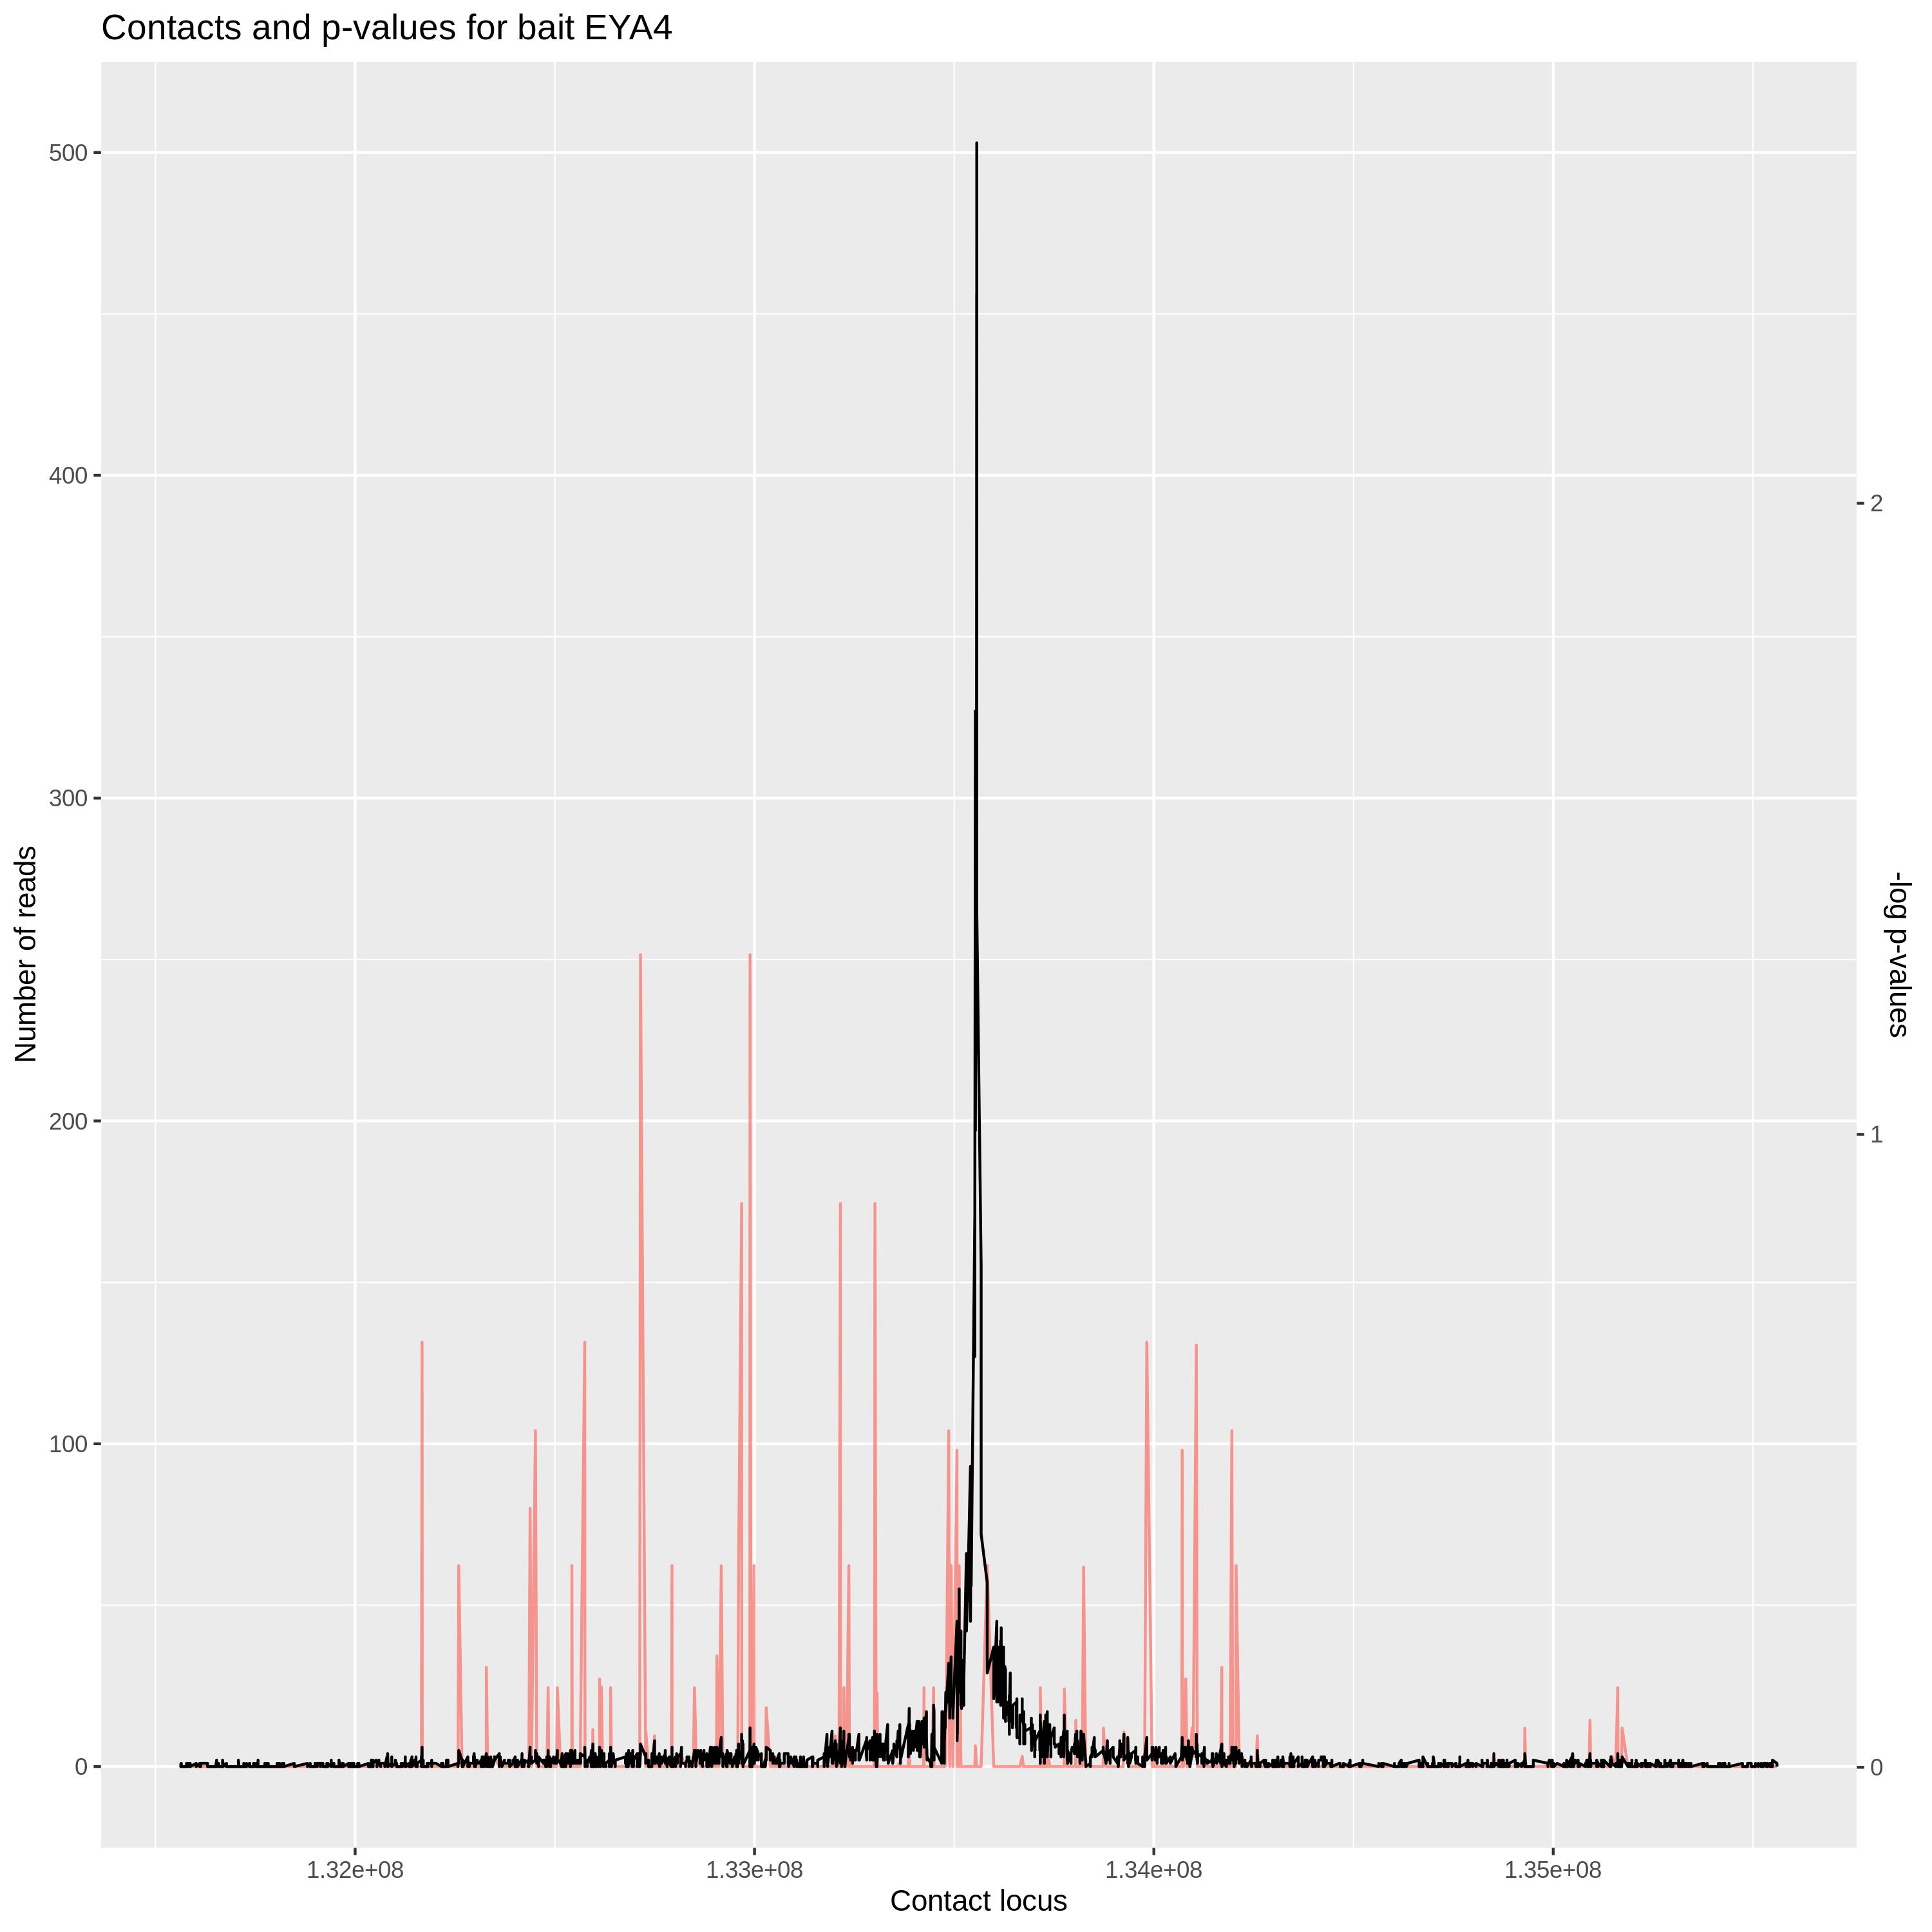 Contacts and p-values for bait EYA4
500
400
300
200
100
0
Number of reads
2
1
0
-log p-values
1.32e+08
1.33e+08
1.34e+08
1.35e+08
Contact locus